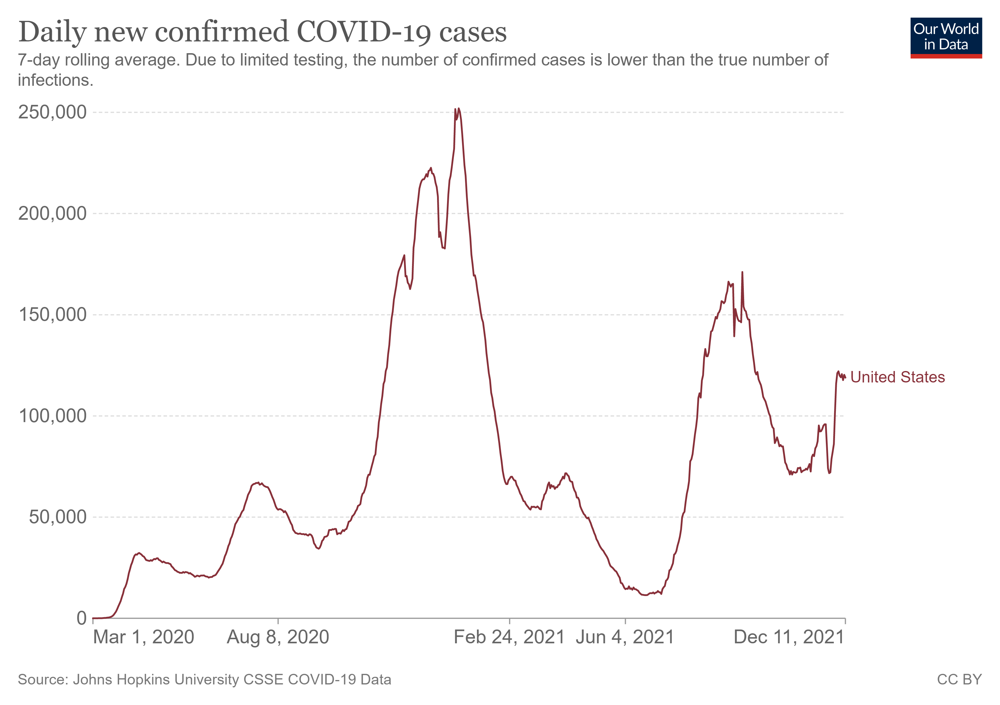 Daily new confirmed COVID-19 cases
Our World
in Data
7-day rolling average. Due to limited testing, the number of confirmed cases is lower than the true number of
infections.
250,000
200,000
150,000
100,000
50,000
0
United States
Mar 1, 2020
Aug 8, 2020
Feb 24, 2021
Jun 4, 2021
Dec 11, 2021
Source: Johns Hopkins University CSSE COVID-19 Data
CC BY